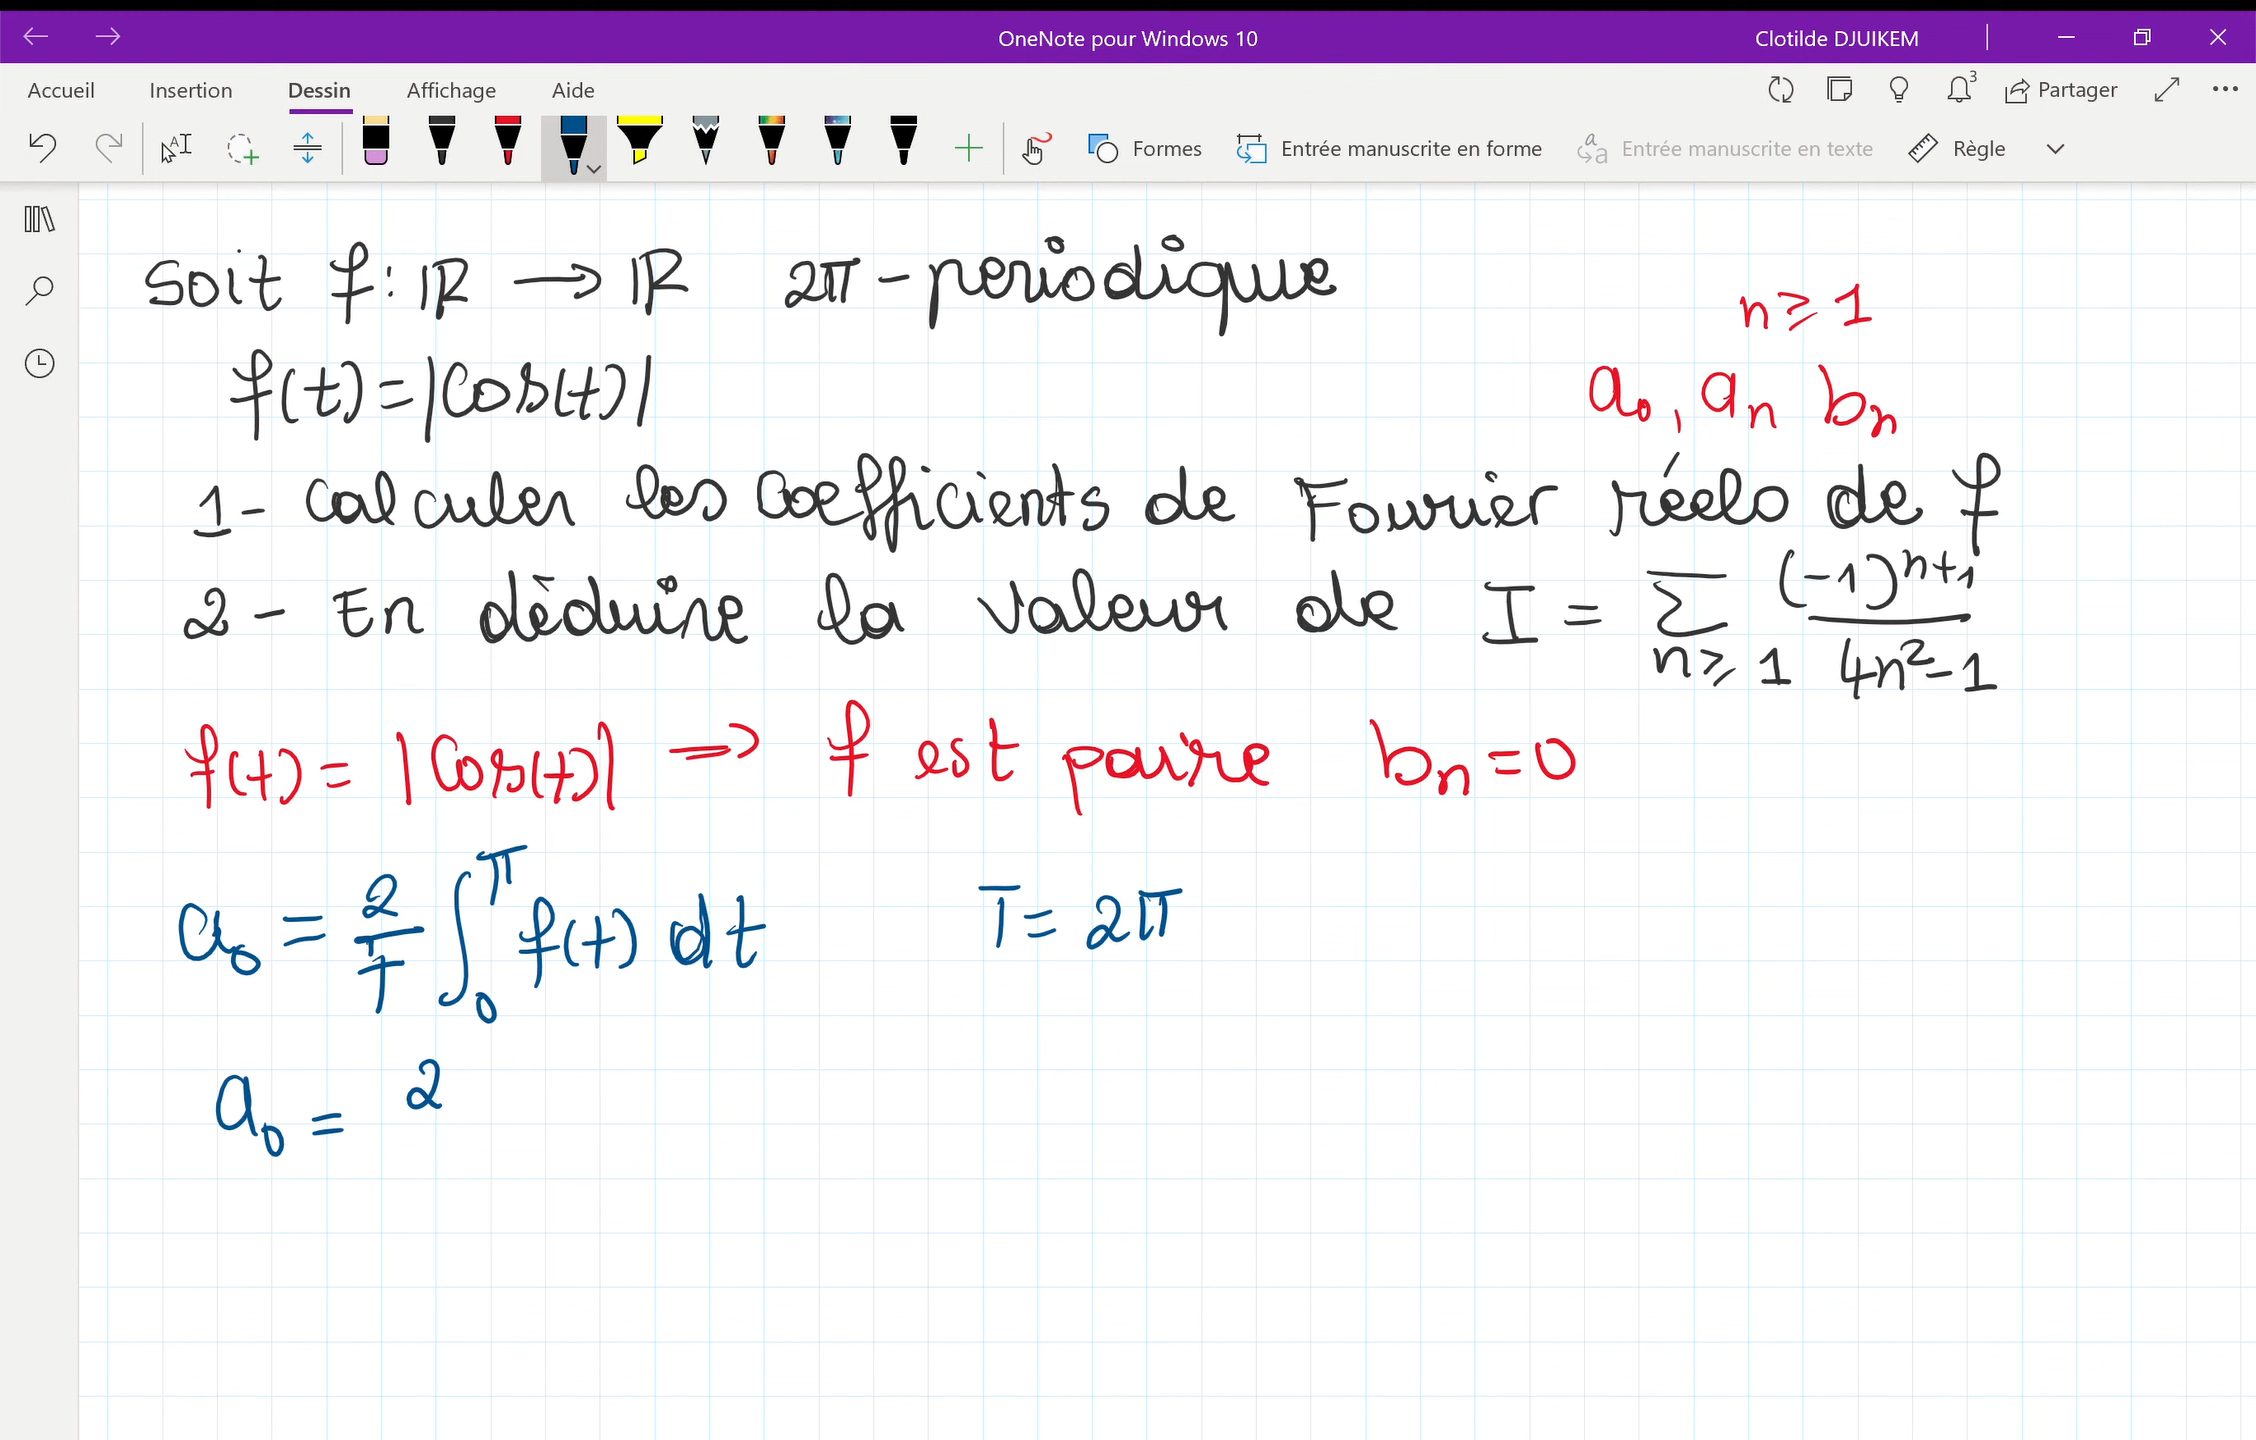 OneNote pour Windows 10
Clotilde DJUIKEM
Accueil Insertion Dessin Affichage Aide
3 Partager
Formes Entrée manuscrite en forme Entrée manuscrite en texte Règle
Soit f: ℝ → ℝ 2π - periodique
n ≥ 1
f(t) = |Cos(t)|
a₀, aₙ bₙ
1- Calculer les coefficients de Fourier réels de f
2 - En déduire la valeur de I = Σ_{n ≥ 1} (-1)^{n+1} / (4n² - 1)
f(t) = |Cos(t)| ⇒ f est paire bₙ = 0
a₀ = 2/T ∫₀^π f(t) dt T = 2π
a₀ = 2